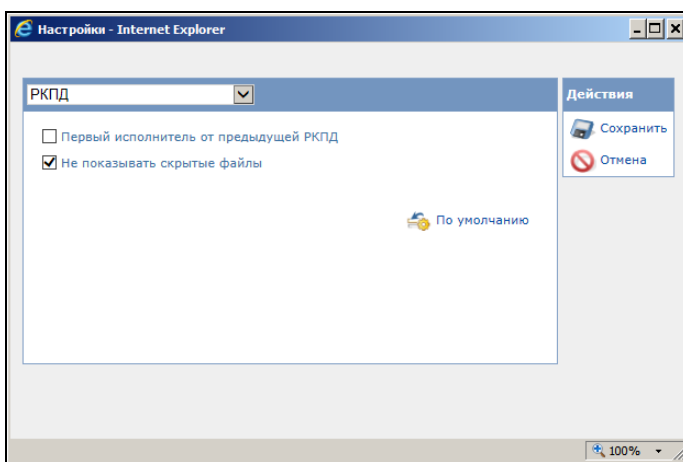 Настройки - Internet Explorer
РКПД
Действия
Первый исполнитель от предыдущей РКПД
Не показывать скрытые файлы
Сохранить
Отмена
По умолчанию
100%